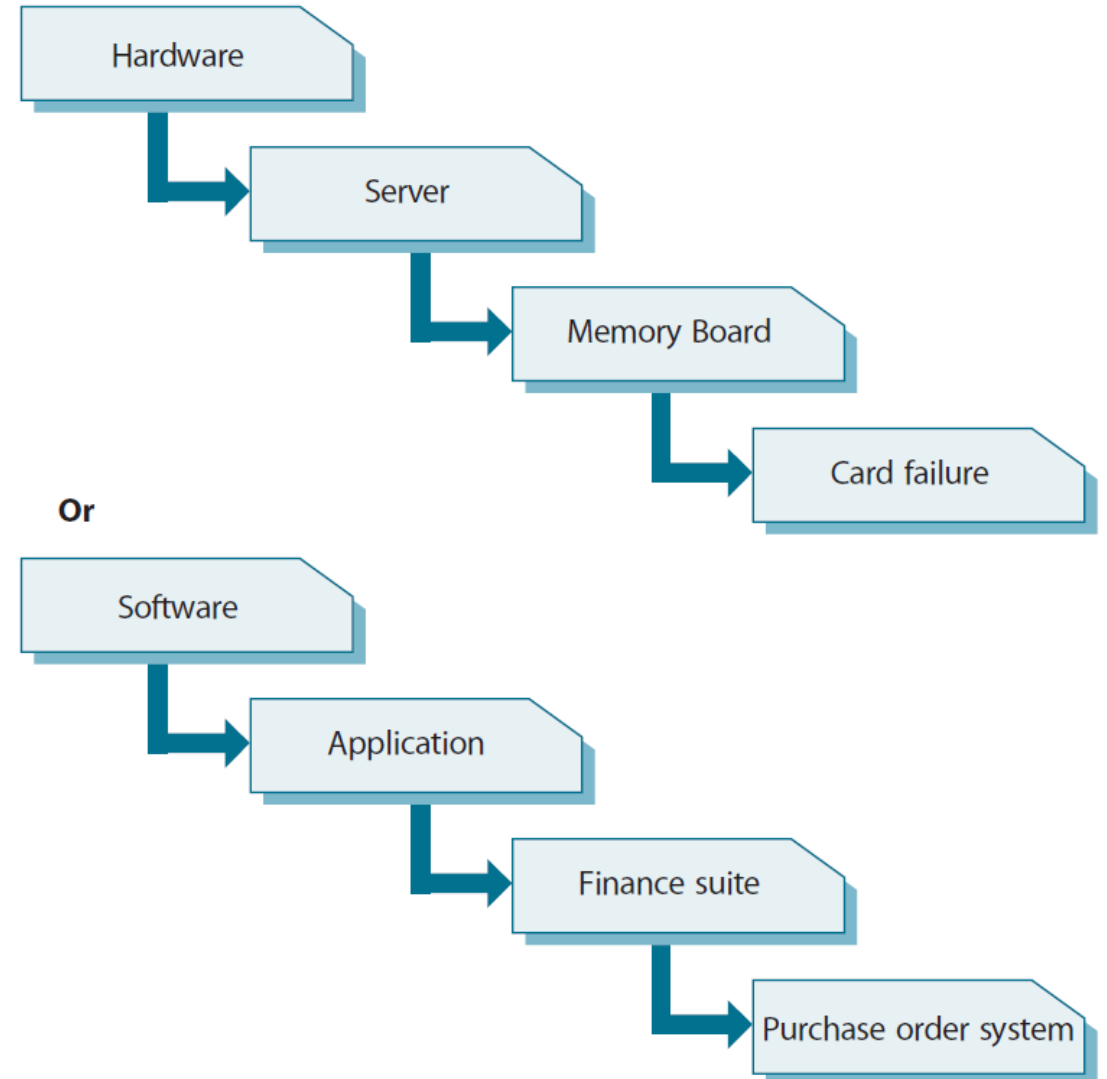 Hardware
Server
Memory Board
Card failure
Or
Software
Application
Finance suite
Purchase order system